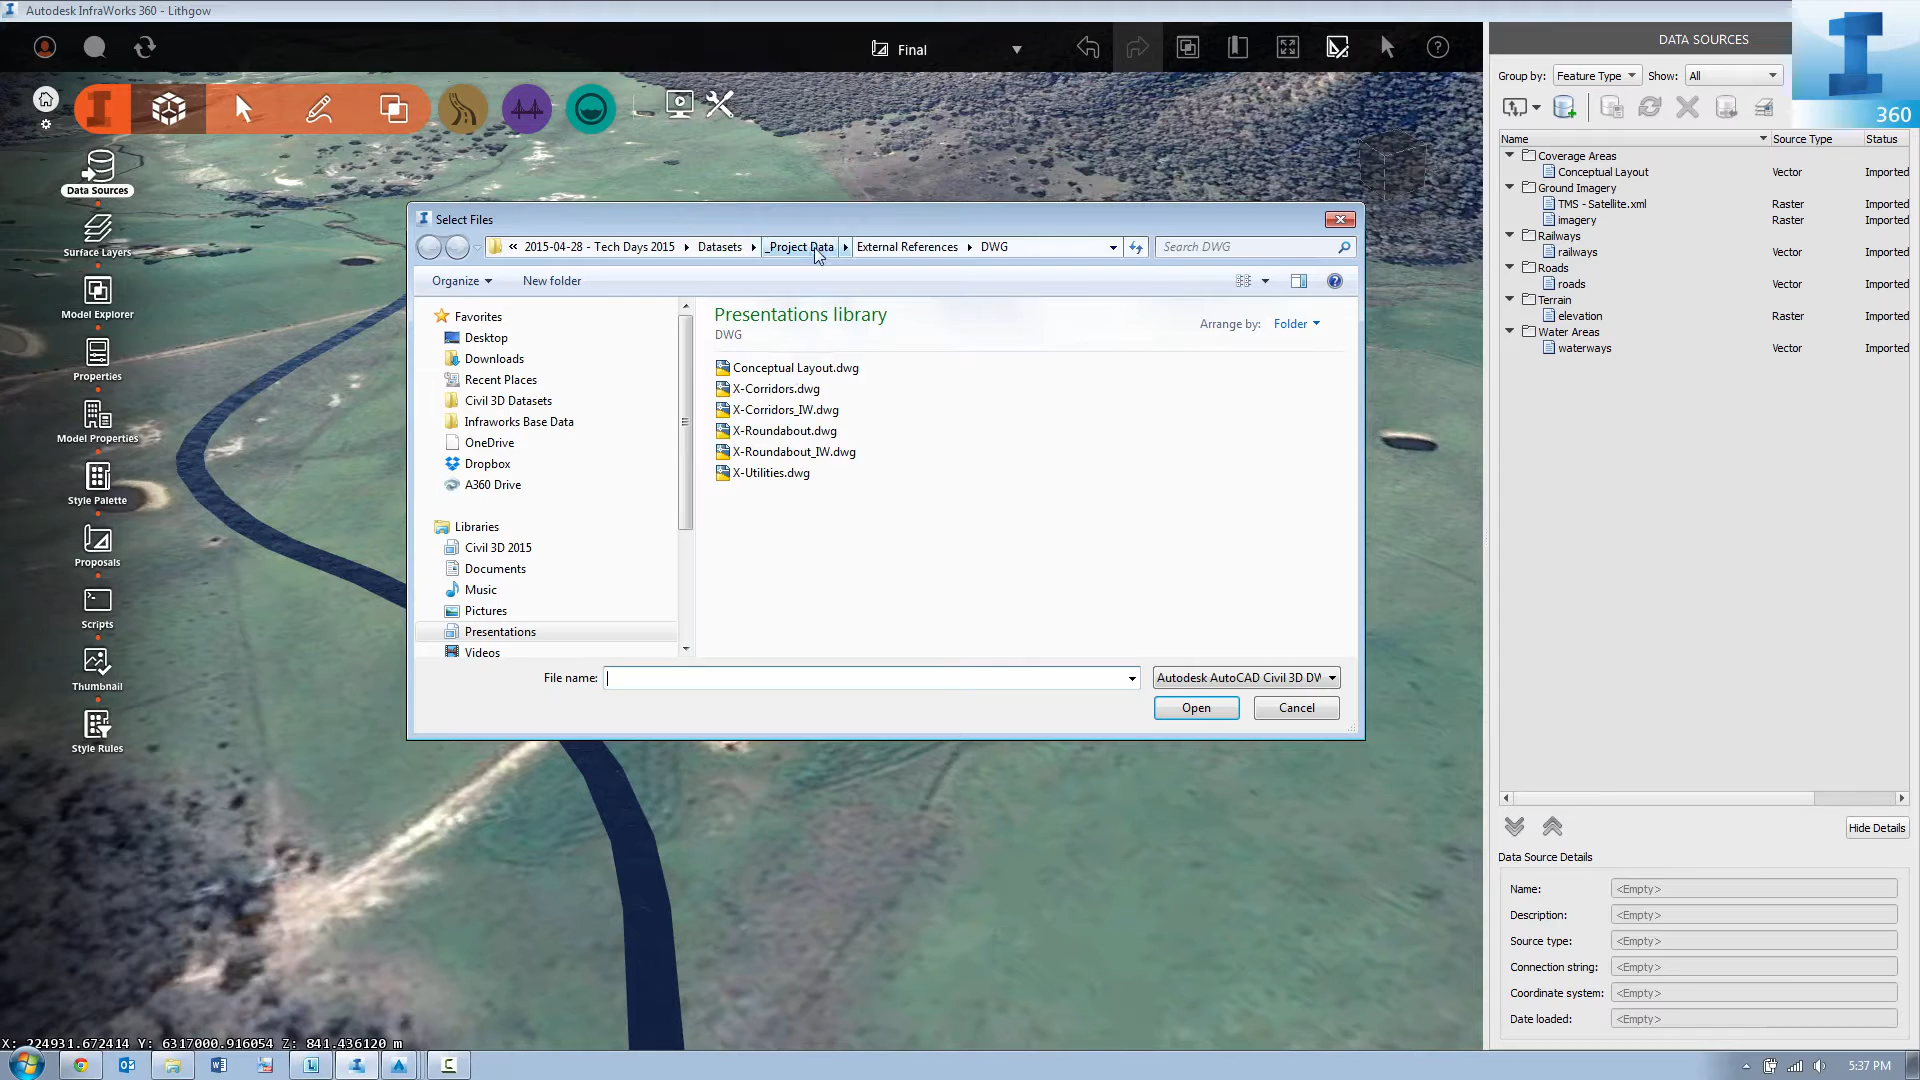 Autodesk InfraWorks 360 - Lithgow
Final
DATA SOURCES
360
Group by: Feature Type Show: All
Name Source Type Status
Coverage Areas
Conceptual Layout Vector Imported
Ground Imagery
TMS - Satellite.xml Raster Imported
imagery Raster Imported
Railways
railways Vector Imported
Roads
roads Vector Imported
Terrain
elevation Raster Imported
Water Areas
waterways Vector Imported
Hide Details
Data Source Details
Name: <Empty>
Description: <Empty>
Source type: <Empty>
Connection string: <Empty>
Coordinate system: <Empty>
Date loaded: <Empty>
Data Sources
Surface Layers
Model Explorer
Properties
Model Properties
Style Palette
Proposals
Scripts
Thumbnail
Style Rules
Select Files
« 2015-04-28 - Tech Days 2015 Datasets _Project Data External References DWG
Search DWG
Organize New folder
Favorites
Desktop
Downloads
Recent Places
Civil 3D Datasets
Infraworks Base Data
OneDrive
Dropbox
A360 Drive
Libraries
Civil 3D 2015
Documents
Music
Pictures
Presentations
Videos
Presentations library
DWG
Arrange by: Folder
Conceptual Layout.dwg
X-Corridors.dwg
X-Corridors_IW.dwg
X-Roundabout.dwg
X-Roundabout_IW.dwg
X-Utilities.dwg
File name:
Autodesk AutoCAD Civil 3D DW
Open Cancel
X: 224931.672414 Y: 6317000.916054 Z: 841.436120 m
5:37 PM